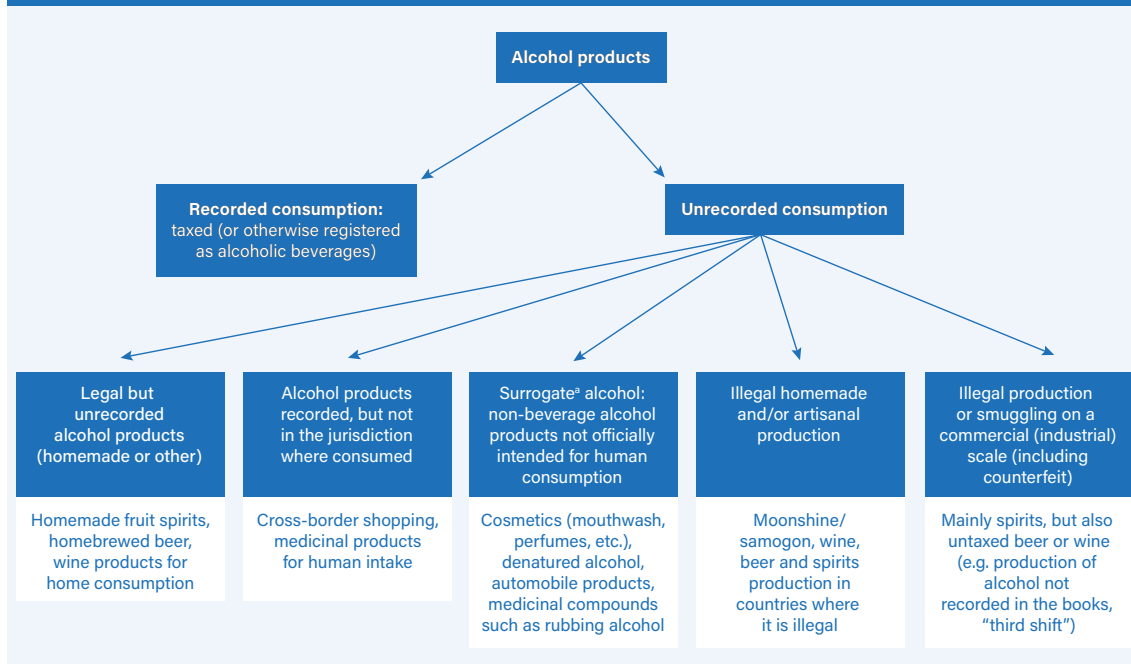 Alcohol products
Recorded consumption:
taxed (or otherwise registered
as alcoholic beverages)
Unrecorded consumption
Legal but
unrecorded
alcohol products
(homemade or other)
Homemade fruit spirits,
homebrewed beer,
wine products for
home consumption
Alcohol products
recorded, but not
in the jurisdiction
where consumed
Cross-border shopping,
medicinal products
for human intake
Surrogateᵃ alcohol:
non-beverage alcohol
products not officially
intended for human
consumption
Cosmetics (mouthwash,
perfumes, etc.),
denatured alcohol,
automobile products,
medicinal compounds
such as rubbing alcohol
Illegal homemade
and/or artisanal
production
Moonshine/
samogon, wine,
beer and spirits
production in
countries where
it is illegal
Illegal production
or smuggling on a
commercial (industrial)
scale (including
counterfeit)
Mainly spirits, but also
untaxed beer or wine
(e.g. production of
alcohol not
recorded in the books,
“third shift”)